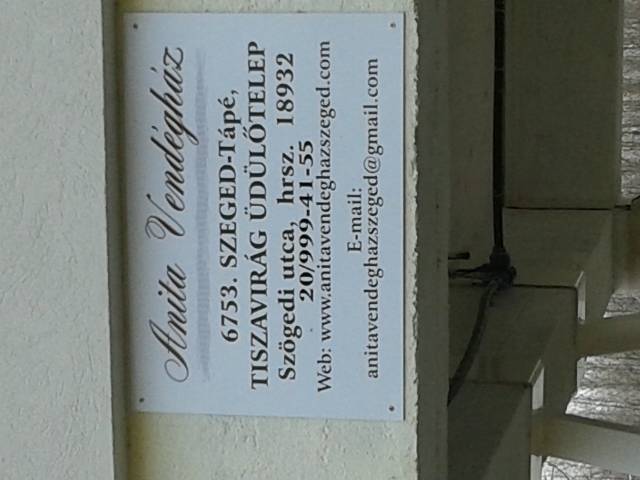 Anita Vendégház
6753. SZEGED-Tápé,
TISZAVIRÁG ÜDÜLŐTELEP
Szögedi utca, hrsz. 18932
20/999-41-55
Web: www.anitavendeghazszeged.com
E-mail:
anitavendeghazszeged@gmail.com